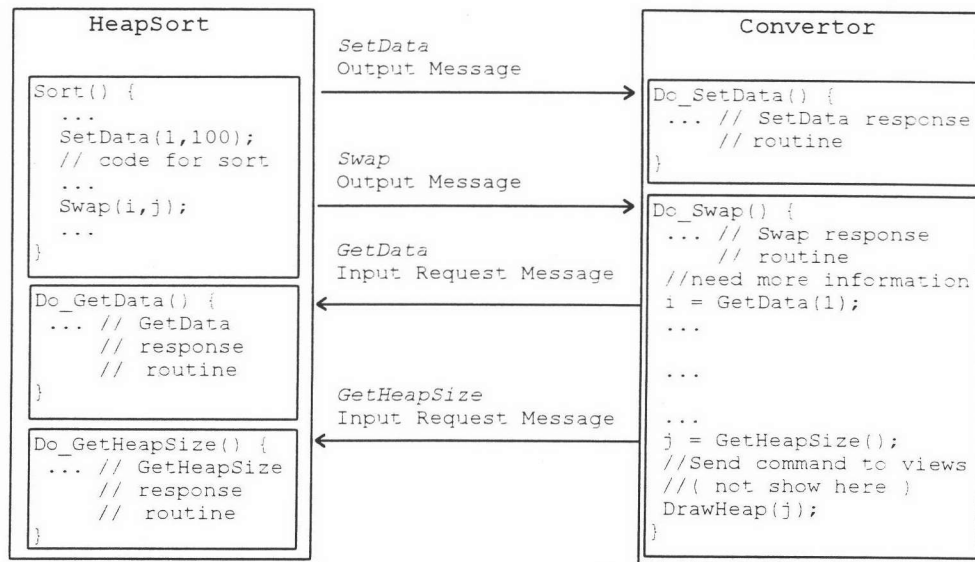 HeapSort
Sort() {
...
SetData(1,100);
// code for sort
...
Swap(i,j);
...
}
Do_GetData() {
... // GetData
// response
// routine
}
Do_GetHeapSize() {
... // GetHeapSize
// response
// routine
}
SetData
Output Message
Swap
Output Message
GetData
Input Request Message
GetHeapSize
Input Request Message
Convertor
Do_SetData() {
... // SetData response
// routine
}
Do_Swap() {
... // Swap response
// routine
//need more information
i = GetData(1);
...
...
...
j = GetHeapSize();
//Send command to views
//( not show here )
DrawHeap(j);
}